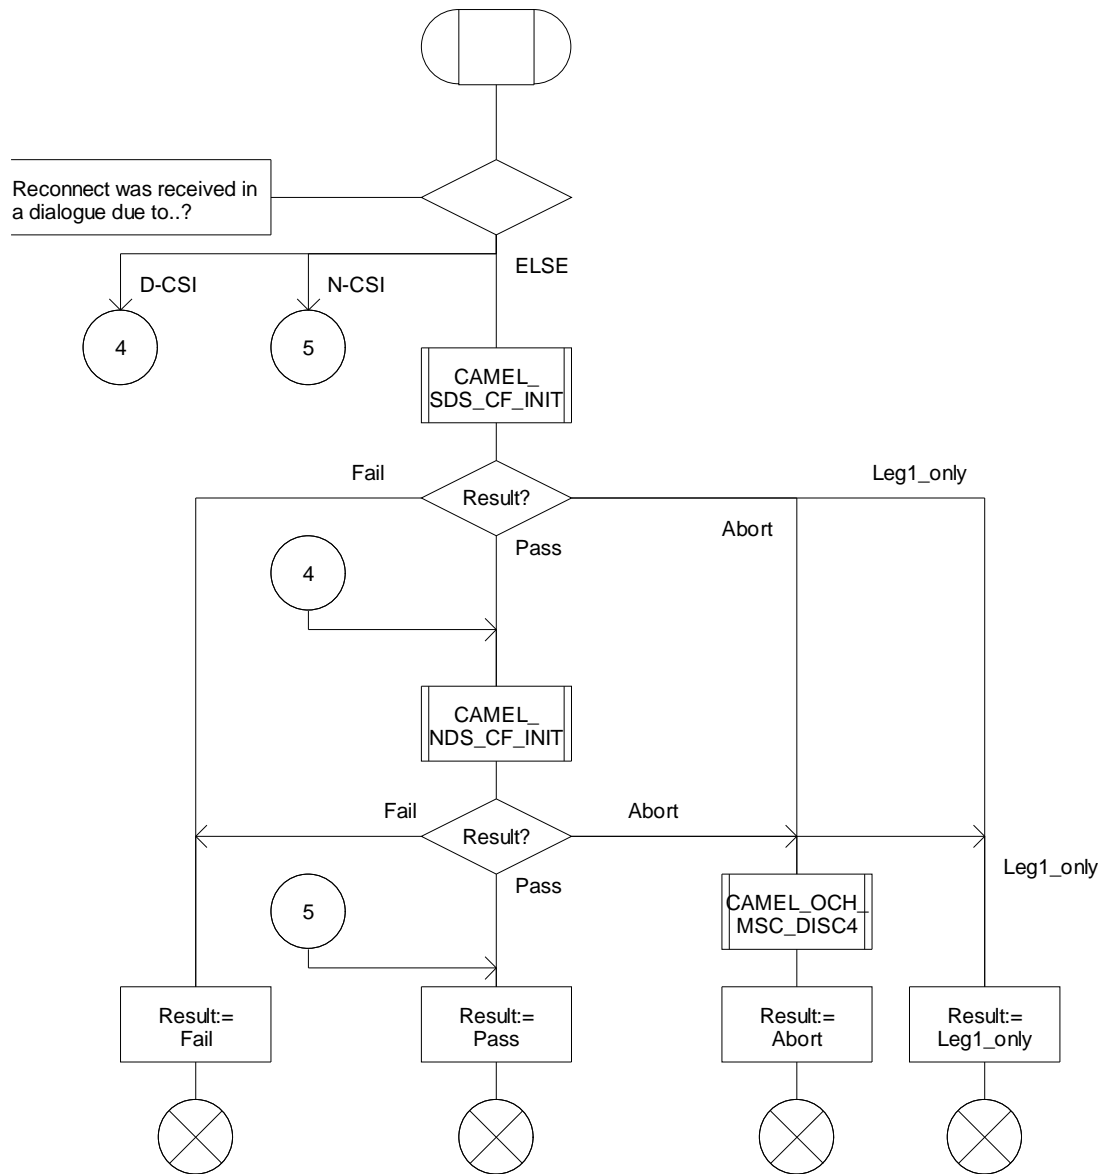 Reconnect was received in
a dialogue due to..?
ELSE
D-CSI
N-CSI
4
5
CAMEL_
SDS_CF_INIT
Fail
Result?
Leg1_only
Abort
Pass
4
CAMEL_
NDS_CF_INIT
Fail
Result?
Abort
Leg1_only
Pass
5
CAMEL_OCH_
MSC_DISC4
Result:=
Fail
Result:=
Pass
Result:=
Abort
Result:=
Leg1_only